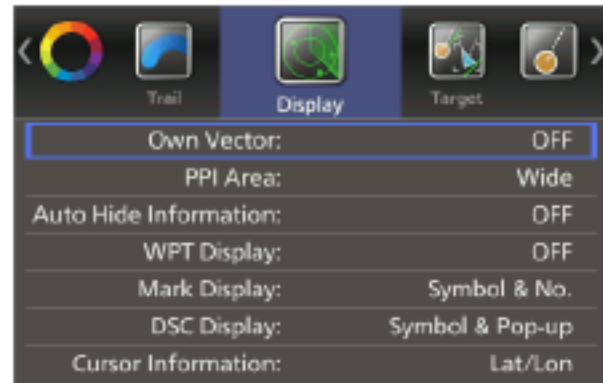 Trail
Display
Target
Own Vector: OFF
PPI Area: Wide
Auto Hide Information: OFF
WPT Display: OFF
Mark Display: Symbol & No.
DSC Display: Symbol & Pop-up
Cursor Information: Lat/Lon